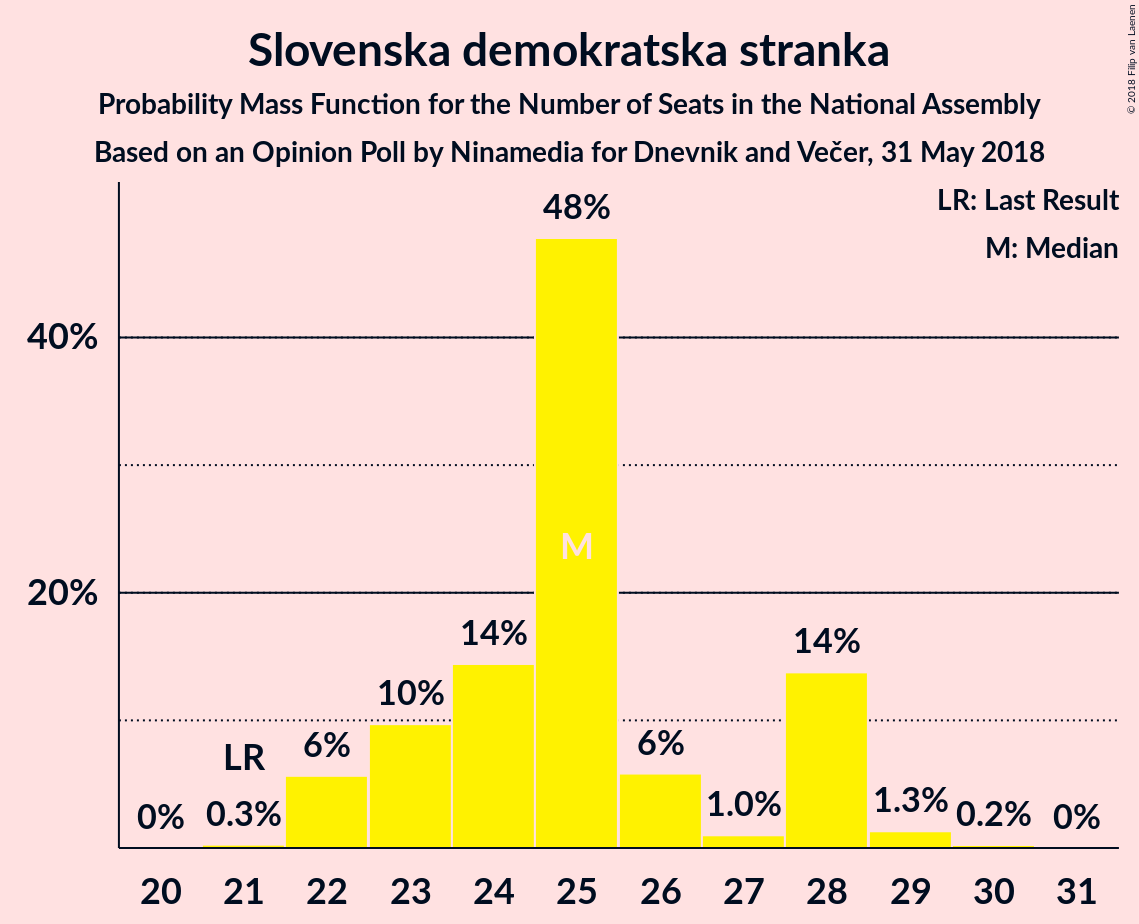 Slovenska demokratska stranka
Probability Mass Function for the Number of Seats in the National Assembly
Based on an Opinion Poll by Ninamedia for Dnevnik and Večer, 31 May 2018
© 2018 Filip van Laenen
LR: Last Result
M: Median
48%
40%
M
20%
14%
14%
10%
6%
6%
LR
0%
0.3%
1.0%
1.3%
0.2%
0%
20 21 22 23 24 25 26 27 28 29 30 31